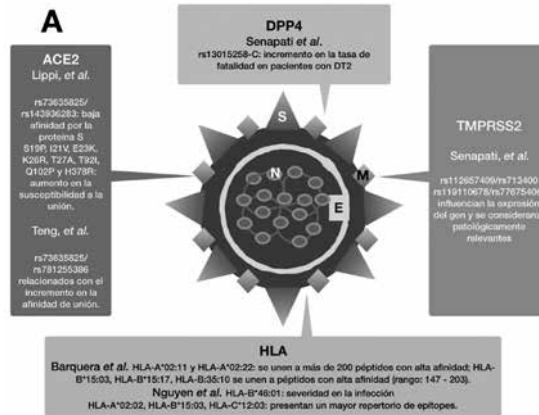 A
ACE2
Lippi, et al.
rs73635825/
rs143936283: baja
afinidad por la
proteína S
S19P, I21V, E23K,
K26R, T27A, T92I,
Q102P y H378R:
aumento en la
susceptibilidad a la
unión.
Teng, et al.
rs73635825/
rs781255386
relacionados con el
incremento en la
afinidad de unión.
DPP4
Senapati et al.
rs13015258-C: incremento en la tasa de
fatalidad en pacientes con DT2
S
N
M
E
TMPRSS2
Senapati, et al.
rs112657409/rs713400
rs119110678/rs77675406
influencian la expresión
del gen y se consideraron
patológicamente
relevantes
HLA
Barquera et al. HLA-A*02:11 y HLA-A*02:22: se unen a más de 200 péptidos con alta afinidad; HLA-
B*15:03, HLA-B*15:17, HLA-B:35:10 se unen a péptidos con alta afinidad (rango: 147 - 203).
Nguyen et al. HLA-B*46:01: severidad en la infección
HLA-A*02:02, HLA-B*15:03, HLA-C*12:03: presentan un mayor repertorio de epítopes.